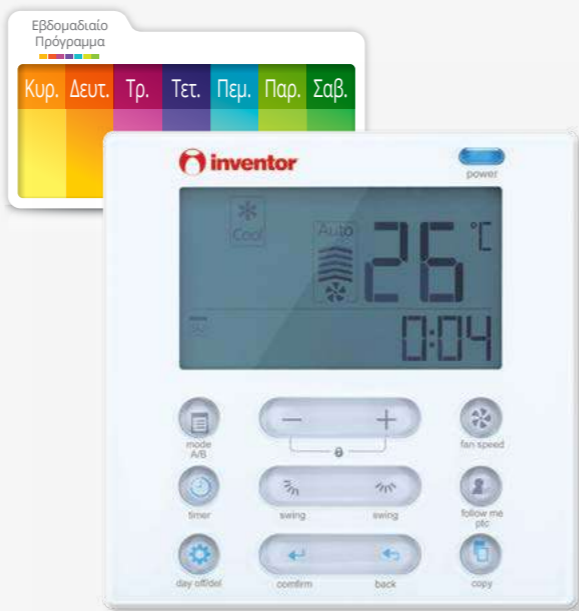 Εβδομαδιαίο
Πρόγραμμα
Κυρ. Δευτ. Τρ. Τετ. Πεμ. Παρ. Σαβ.
inventor
power
Cool
Auto
26 °C
0:04
mode
A/B
fan speed
timer
swing
swing
follow me
ptc
day off/del
comfirm
back
copy